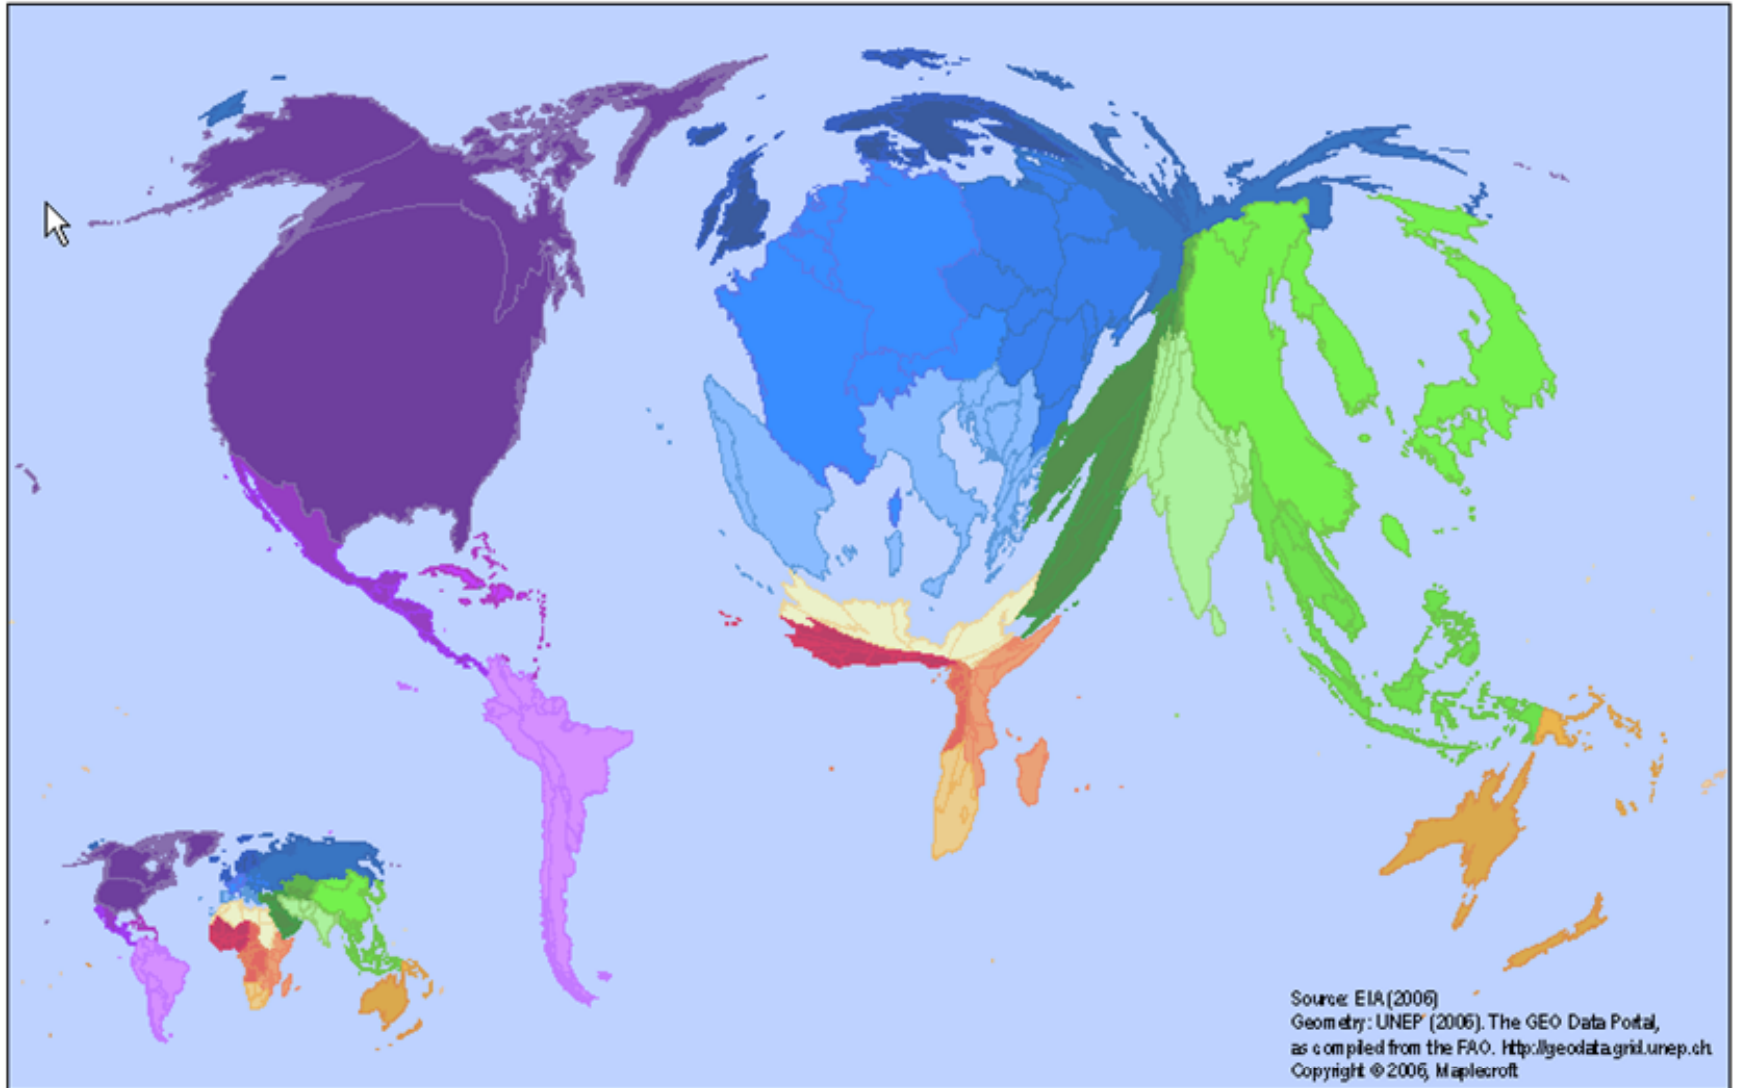 Source: EIA (2006)
Geometry: UNEP (2006). The GEO Data Portal,
as compiled from the FAO. http://geodata.grid.unep.ch
Copyright © 2006, Maplecroft